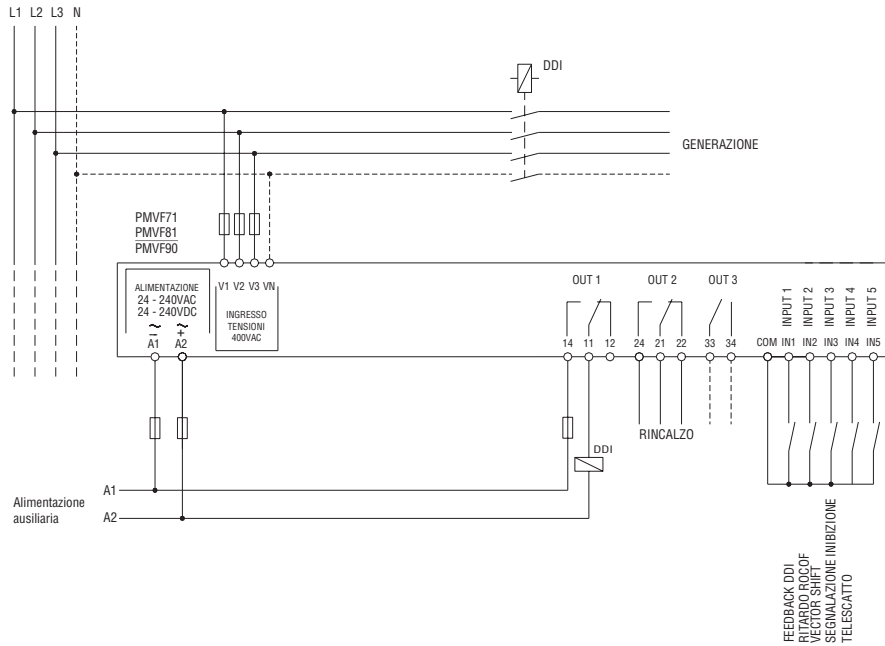 L1 L2 L3 N
DDI
GENERAZIONE
PMVF71
PMVF81
PMVF90
ALIMENTAZIONE
24 - 240VAC
24 - 240VDC
~ ~
− +
A1 A2
V1 V2 V3 VN
INGRESSO
TENSIONI
400VAC
OUT 1
OUT 2
OUT 3
14 11 12
24 21 22
33 34
INPUT 1
INPUT 2
INPUT 3
INPUT 4
INPUT 5
COM IN1 IN2 IN3 IN4 IN5
RINCALZO
DDI
Alimentazione
ausiliaria
A1
A2
FEEDBACK DDI
RITARDO ROCOF
VECTOR SHIFT
SEGNALAZIONE INIBIZIONE
TELESCATTO